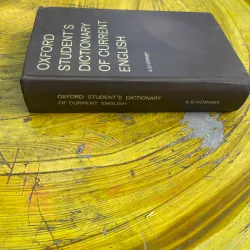 OXFORD
STUDENT'S
DICTIONARY
OF CURRENT
ENGLISH
A S HORNBY
OXFORD STUDENT'S DICTIONARY
OF CURRENT ENGLISH
A S HORNBY